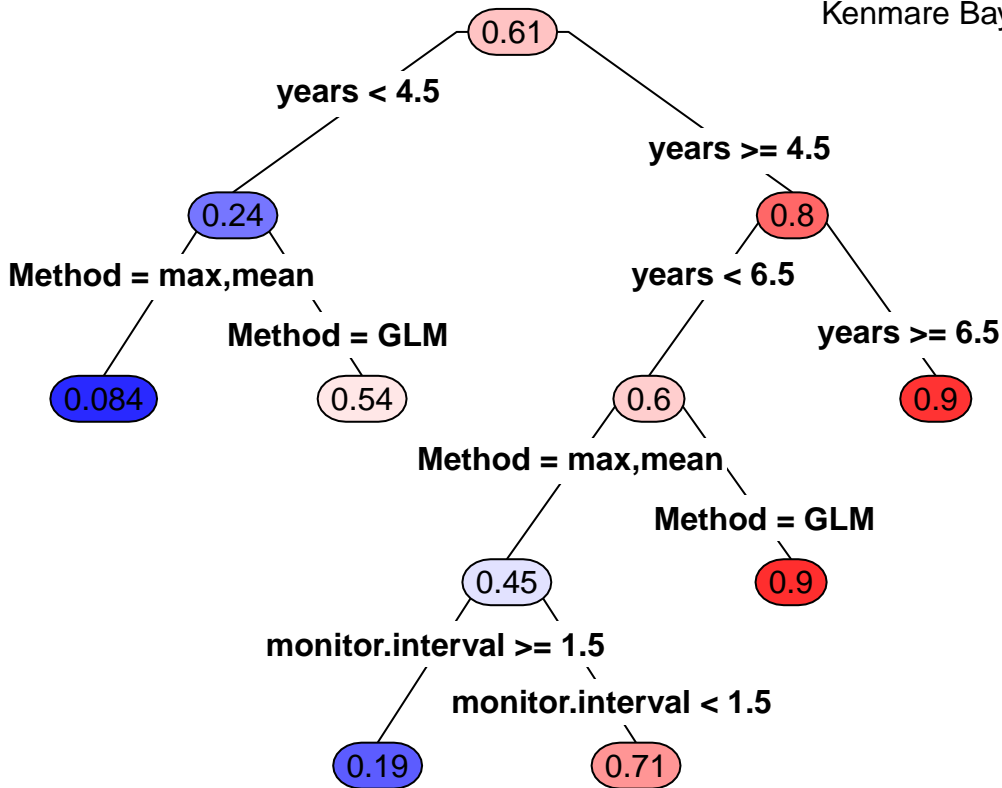 Kenmare Bay
0.61
years < 4.5
years >= 4.5
0.24
0.8
Method = max,mean
years < 6.5
Method = GLM
years >= 6.5
0.084
0.54
0.6
0.9
Method = max,mean
Method = GLM
0.45
0.9
monitor.interval >= 1.5
monitor.interval < 1.5
0.19
0.71